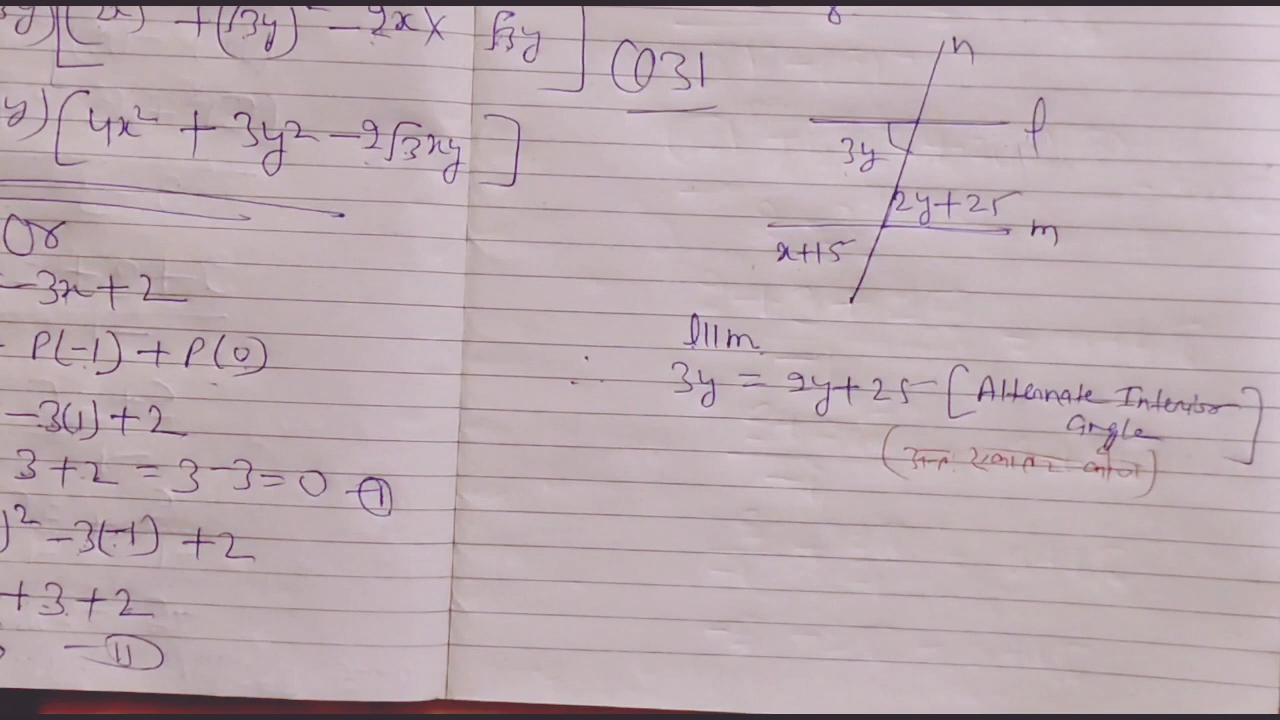 y) [(2x) + (√3y)² - 2x × √3y]
y) [4x² + 3y² - 2√3xy]
Or
-3x + 2
P(-1) + P(0)
-3(1) + 2
3 + 2 = 3 - 3 = 0 - I
)² - 3(-1) + 2
+ 3 + 2
- II
Q31
n
l
3y
2y+25
m
x+15
l||m
∴ 3y = 2y+25 [Alternate Interior
angle]